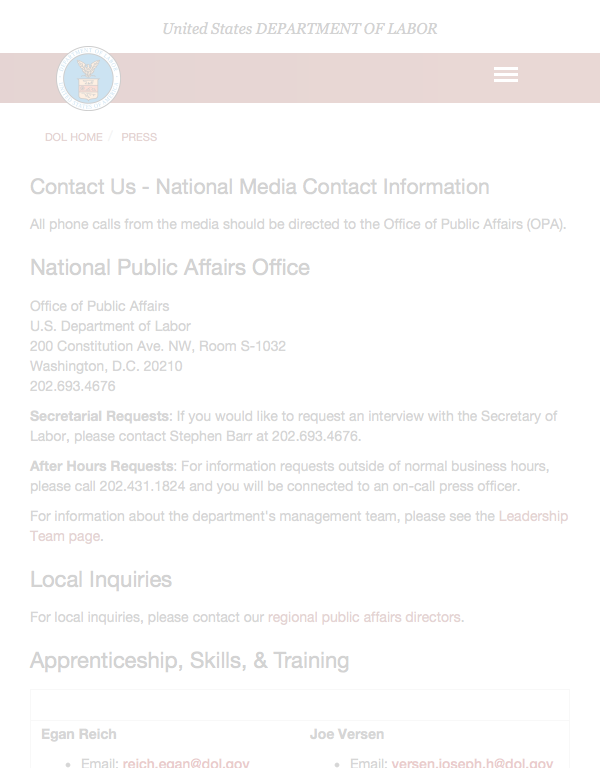 United States DEPARTMENT OF LABOR
DOL HOME / PRESS
Contact Us - National Media Contact Information
All phone calls from the media should be directed to the Office of Public Affairs (OPA).
National Public Affairs Office
Office of Public Affairs
U.S. Department of Labor
200 Constitution Ave. NW, Room S-1032
Washington, D.C. 20210
202.693.4676
Secretarial Requests: If you would like to request an interview with the Secretary of
Labor, please contact Stephen Barr at 202.693.4676.
After Hours Requests: For information requests outside of normal business hours,
please call 202.431.1824 and you will be connected to an on-call press officer.
For information about the department's management team, please see the Leadership
Team page.
Local Inquiries
For local inquiries, please contact our regional public affairs directors.
Apprenticeship, Skills, & Training
Egan Reich Joe Versen
• Email: reich.egan@dol.gov • Email: versen.joseph.h@dol.gov